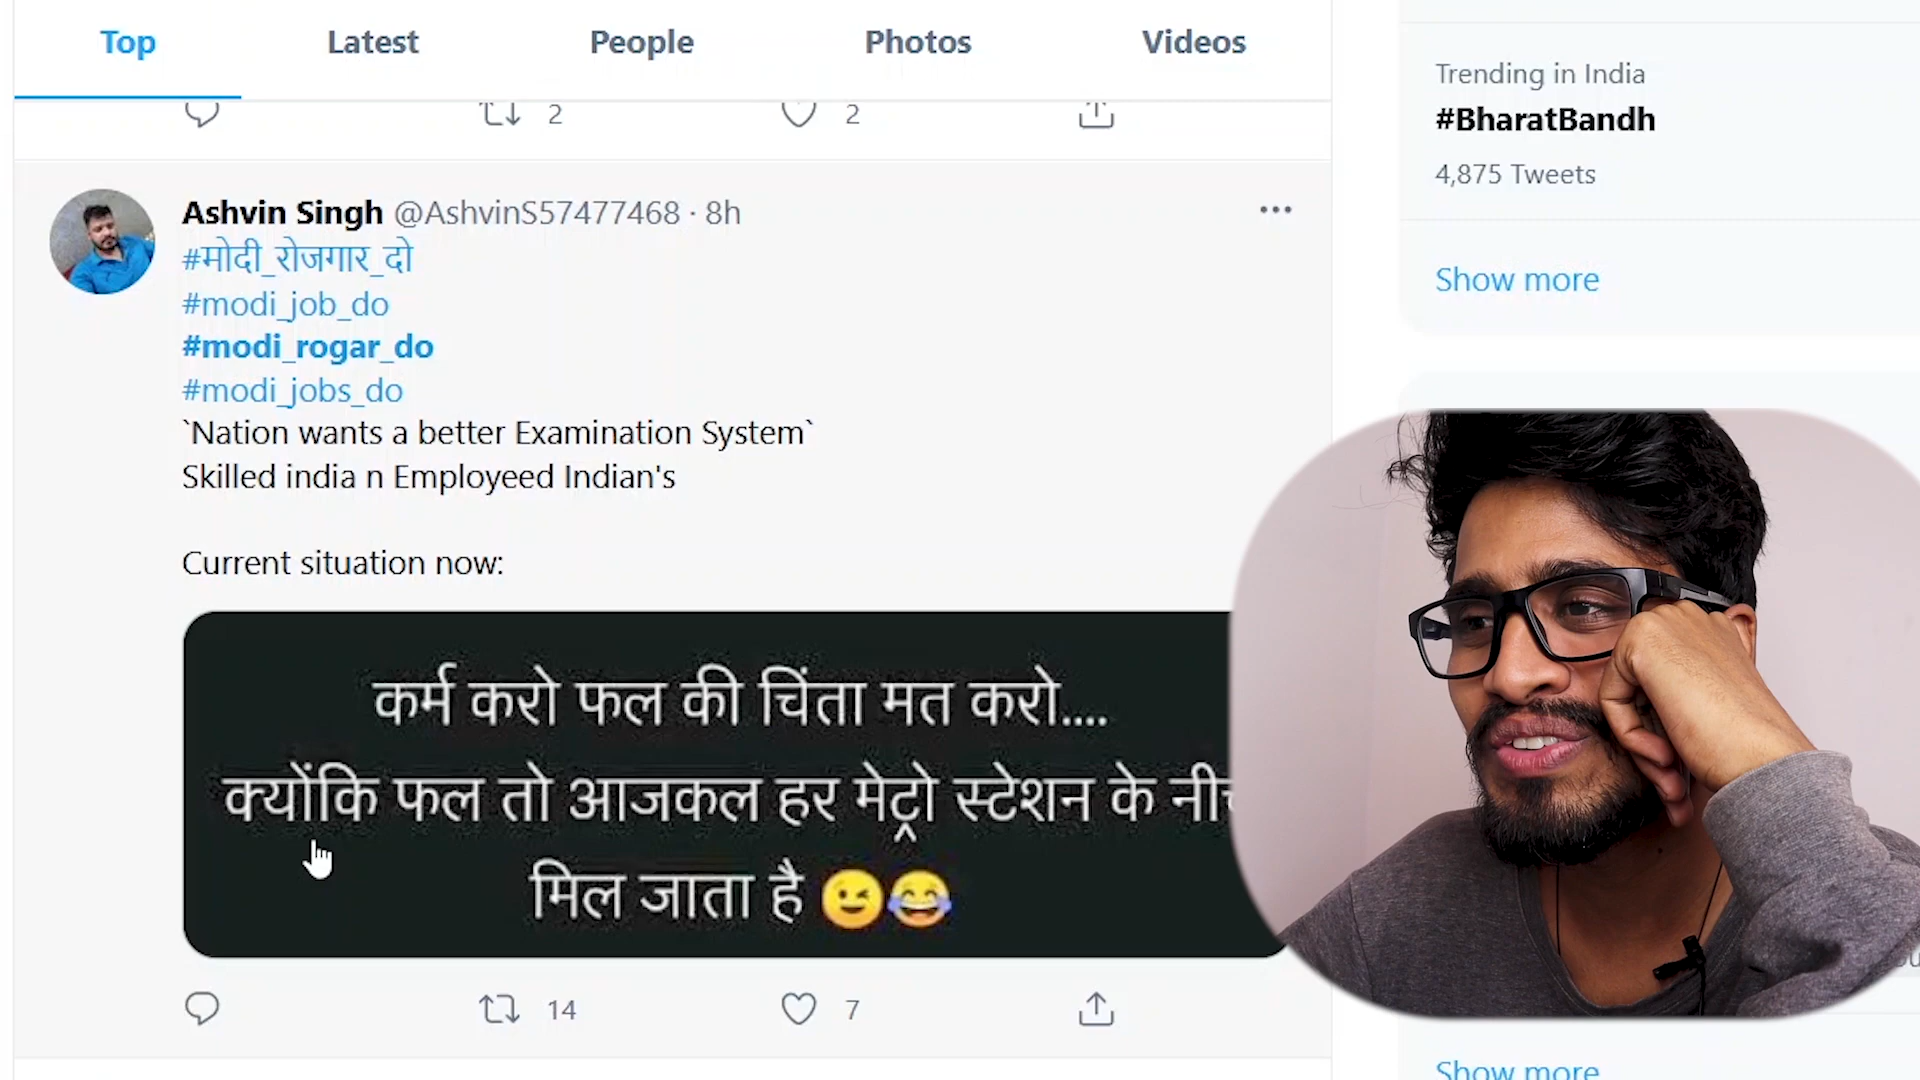 Top Latest People Photos Videos
2 2
Ashvin Singh @AshvinS57477468 · 8h
#मोदी_रोजगार_दो
#modi_job_do
#modi_rogar_do
#modi_jobs_do
`Nation wants a better Examination System`
Skilled india n Employeed Indian's
Current situation now:
कर्म करो फल की चिंता मत करो....
क्योंकि फल तो आजकल हर मेट्रो स्टेशन के
मिल जाता है 😉😂
14 7
Trending in India
#BharatBandh
4,875 Tweets
Show more
Show more